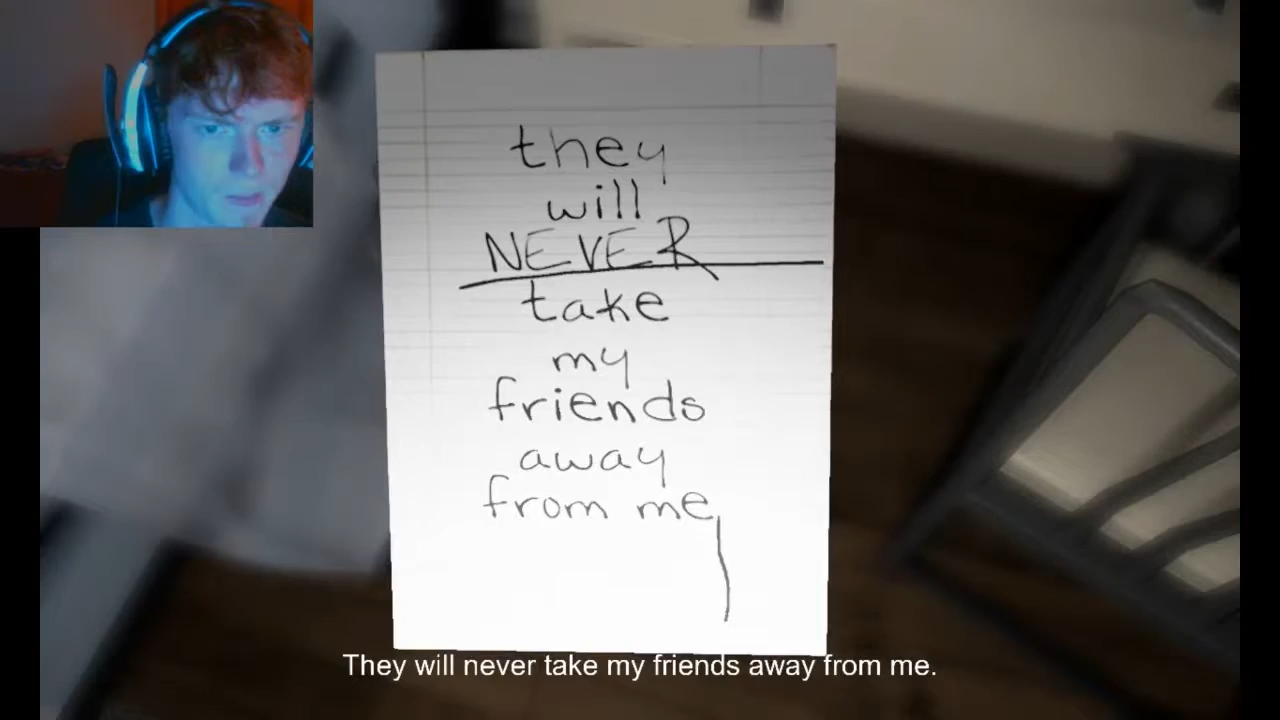 they
will
NEVER
take
my
friends
away
from me
They will never take my friends away from me.